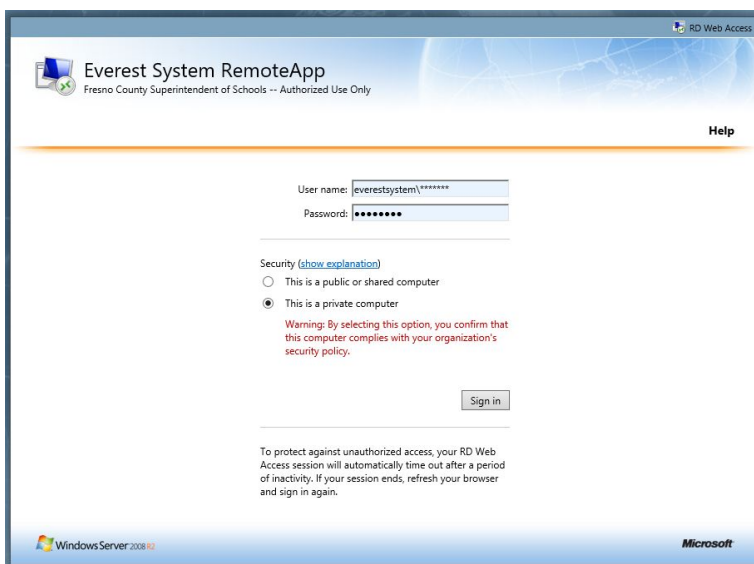 RD Web Access
Everest System RemoteApp
Fresno County Superintendent of Schools -- Authorized Use Only
Help
User name: everestsystem\*******
Password: ●●●●●●●●
Security (show explanation)
This is a public or shared computer
This is a private computer
Warning: By selecting this option, you confirm that
this computer complies with your organization's
security policy.
Sign in
To protect against unauthorized access, your RD Web
Access session will automatically time out after a period
of inactivity. If your session ends, refresh your browser
and sign in again.
Windows Server 2008 R2
Microsoft